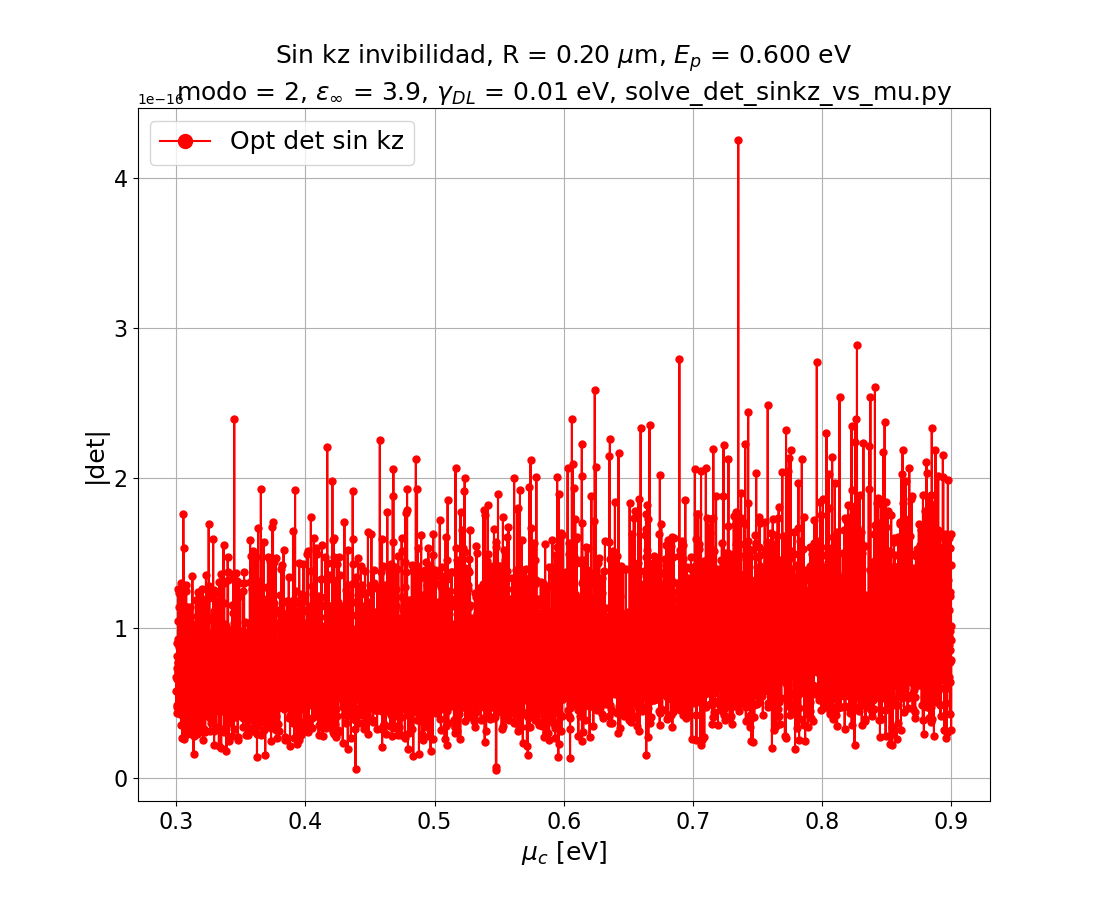 Sin kz invibilidad, R = 0.20 μm, E_p = 0.600 eV
modo = 2, ε_∞ = 3.9, γ_DL = 0.01 eV, solve_det_sinkz_vs_mu.py
1e−16
Opt det sin kz
4
3
2
1
0
|det|
0.3 0.4 0.5 0.6 0.7 0.8 0.9
μ_c [eV]